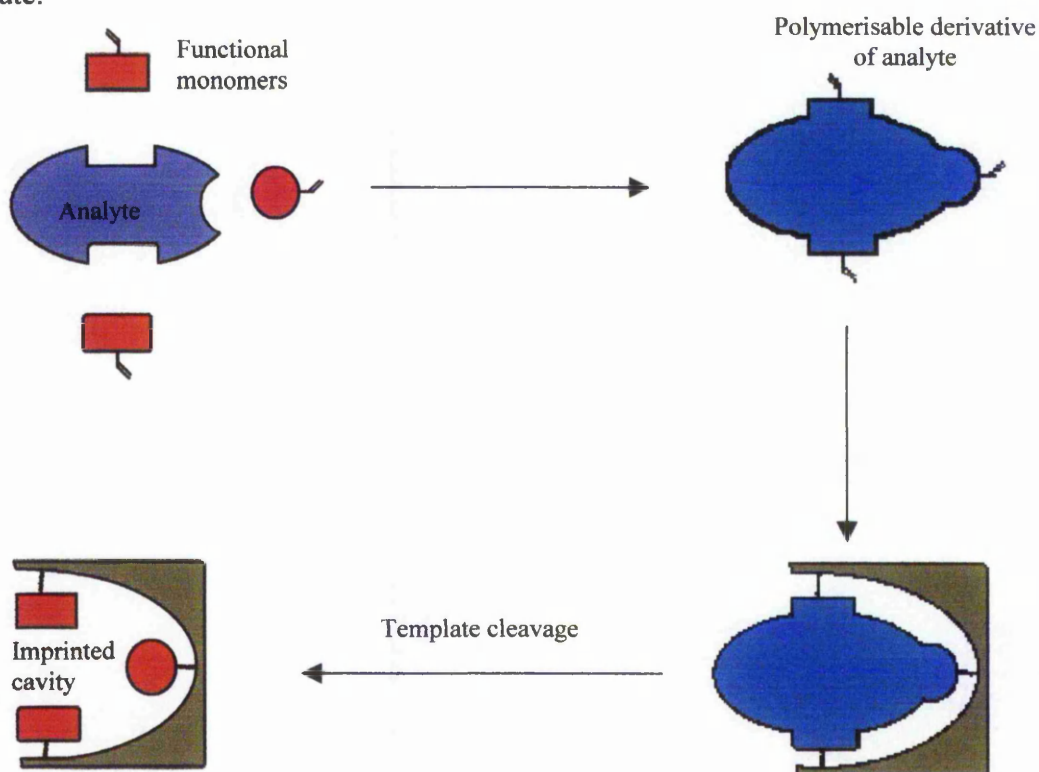 Functional
monomers
Polymerisable derivative
of analyte
Analyte
Template cleavage
Imprinted
cavity